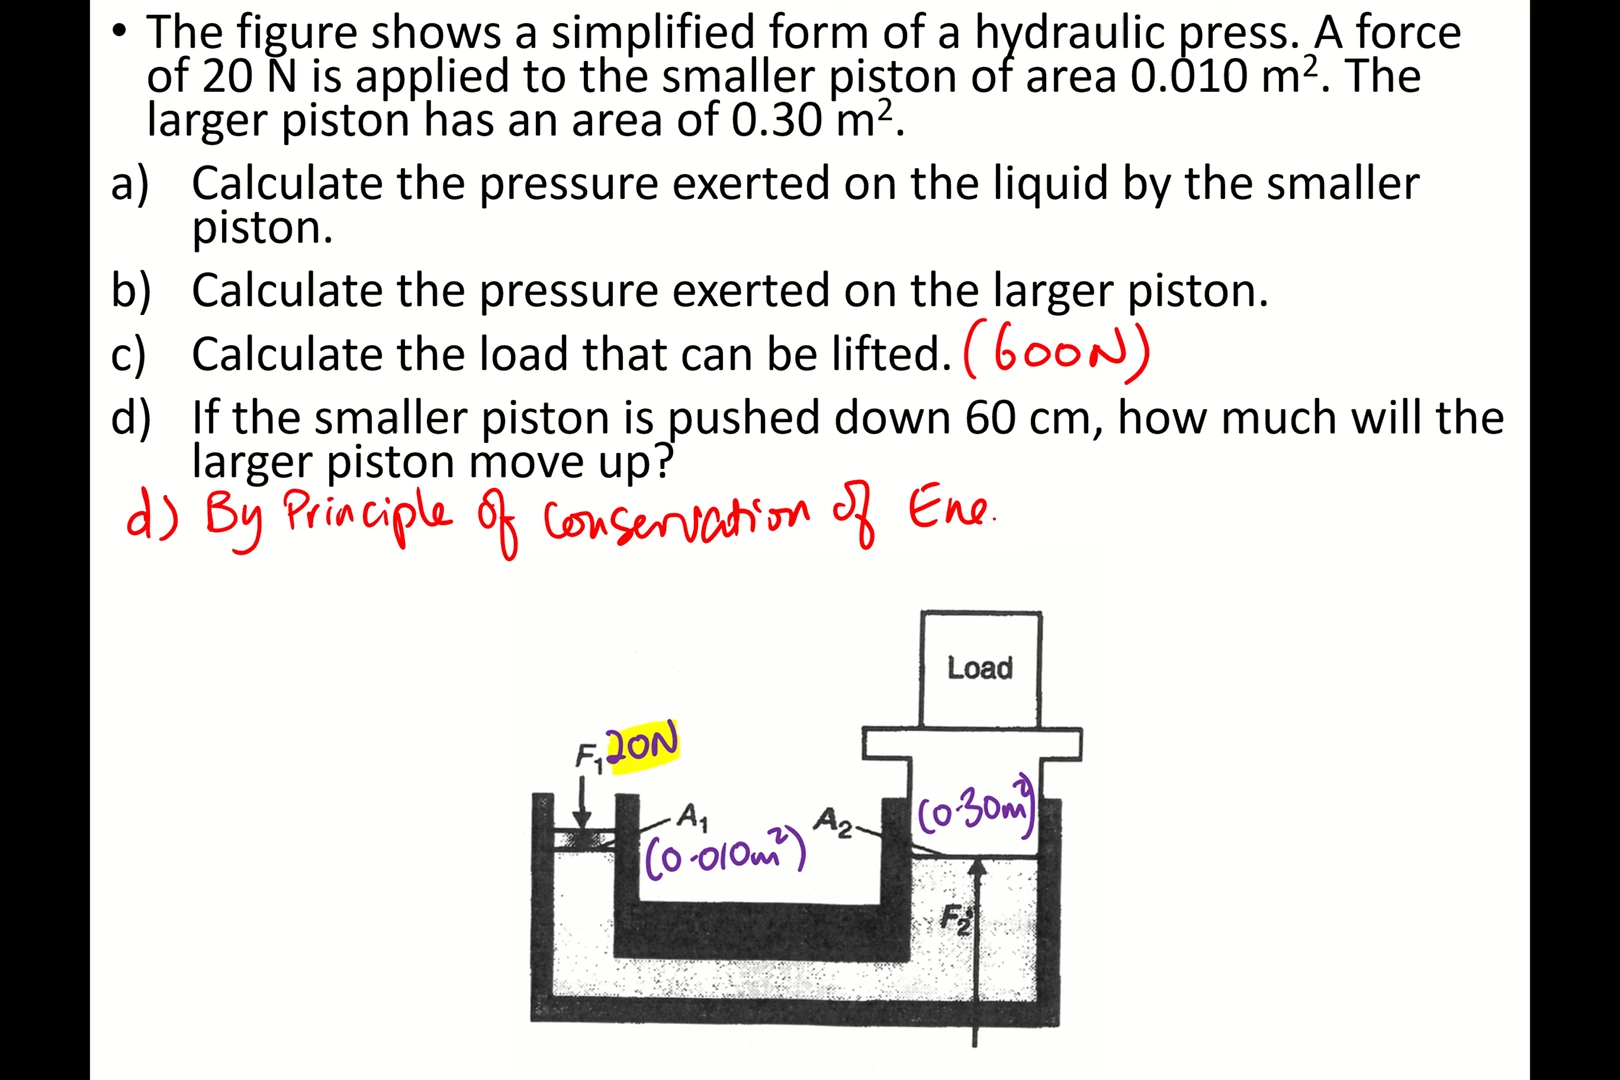 • The figure shows a simplified form of a hydraulic press. A force
of 20 N is applied to the smaller piston of area 0.010 m². The
larger piston has an area of 0.30 m².
a) Calculate the pressure exerted on the liquid by the smaller
piston.
b) Calculate the pressure exerted on the larger piston.
c) Calculate the load that can be lifted. (600N)
d) If the smaller piston is pushed down 60 cm, how much will the
larger piston move up?
d) By Principle of Conservation of Ene.
Load
F₁ 20N
A₁
(0.010m²)
A₂
(0.30m²)
F₂